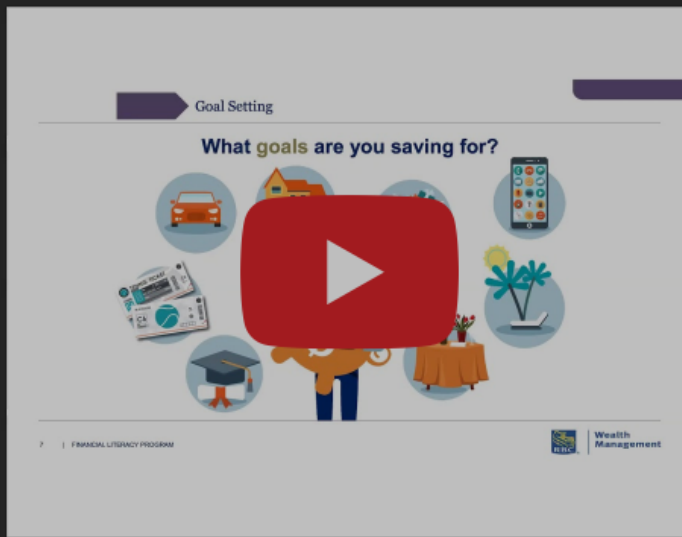 Goal Setting
What goals are you saving for?
7 | FINANCIAL LITERACY PROGRAM
RBC
Wealth
Management